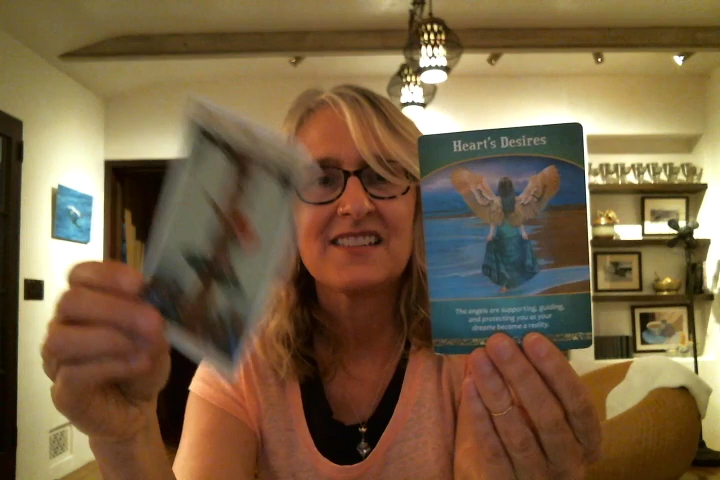 Heart's Desires
The angels are supporting, guiding,
and protecting you as your
dreams become a reality.